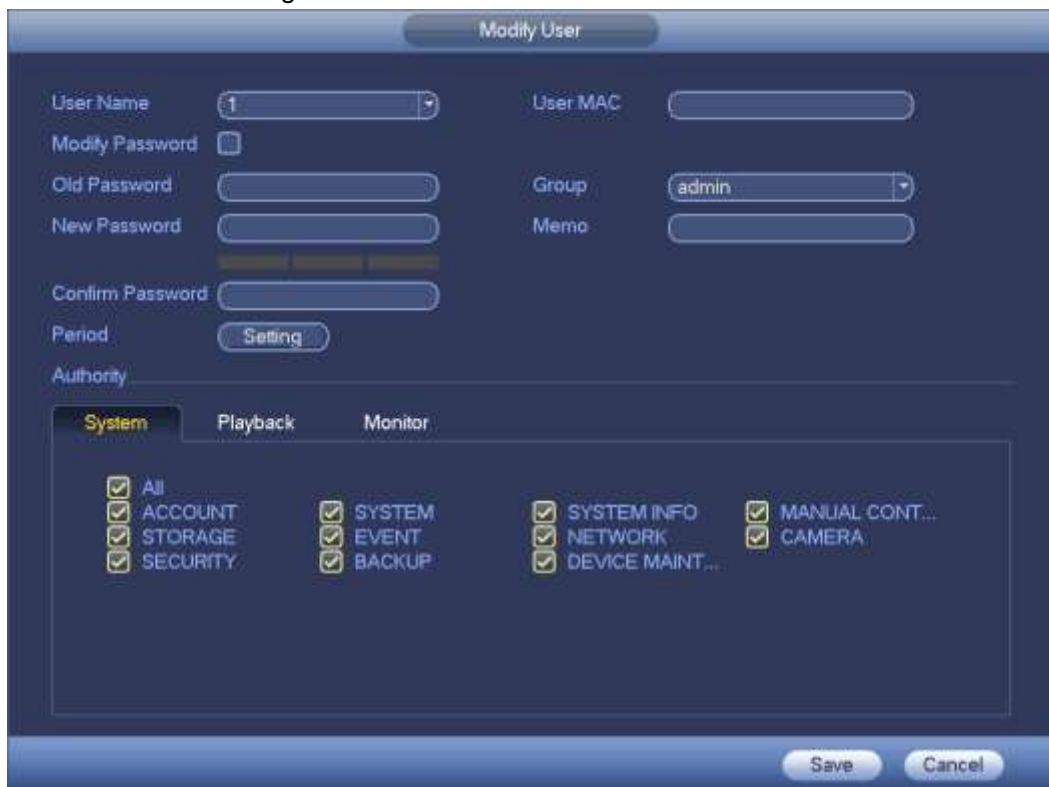 Modify User
User Name 1 User MAC
Modify Password
Old Password Group admin
New Password Memo
Confirm Password
Period Setting
Authority
System Playback Monitor
All
ACCOUNT SYSTEM SYSTEM INFO MANUAL CONT...
STORAGE EVENT NETWORK CAMERA
SECURITY BACKUP DEVICE MAINT...
Save Cancel